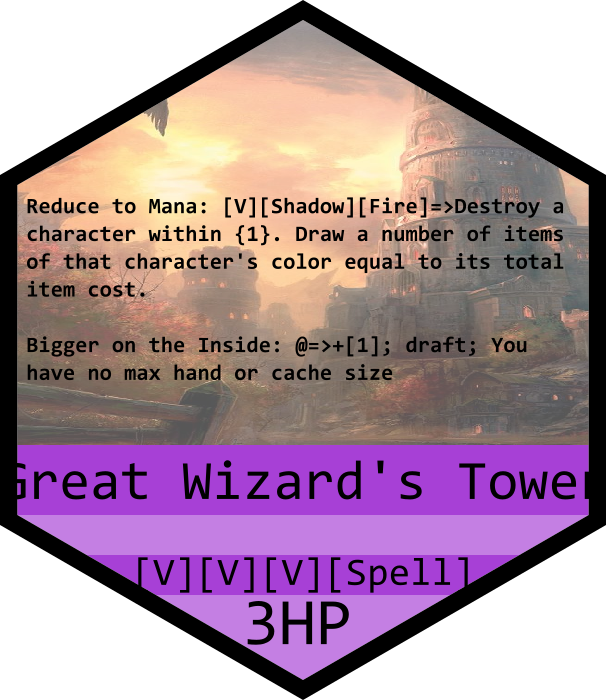 Reduce to Mana: [V][Shadow][Fire]=>Destroy a
character within {1}. Draw a number of items
of that character's color equal to its total
item cost.
Bigger on the Inside: @=>+[1]; draft; You
have no max hand or cache size
Great Wizard's Tower
[V][V][V][Spell]
3HP